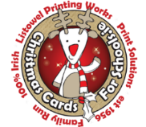 100% Irish Listowel Printing Works Print Solutions est 1956 Family Run
Christmas Cards For Schools